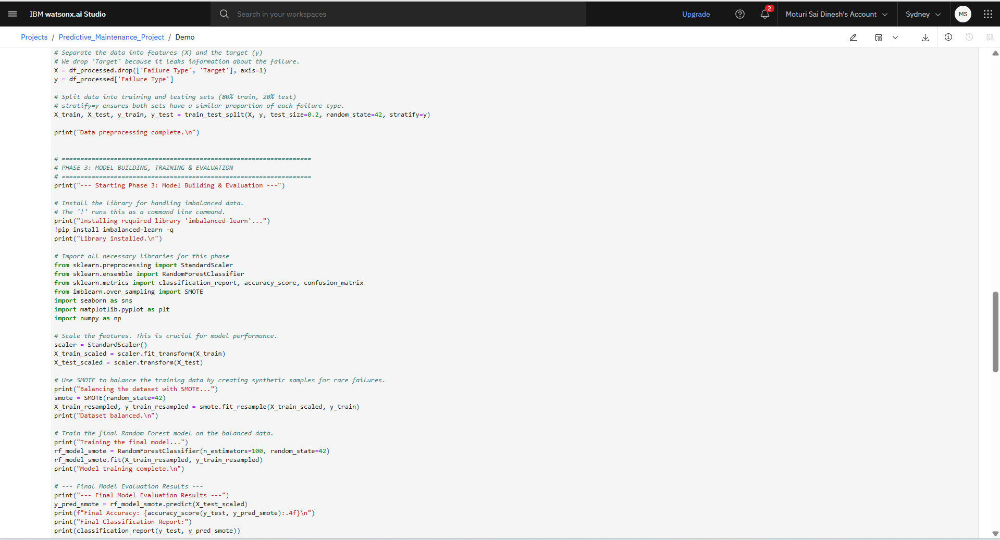 IBM watsonx.ai Studio
Search in your workspaces
Upgrade
2
Moturi Sai Dinesh's Account
Sydney
MS
Projects / Predictive_Maintenance_Project / Demo
# Separate the data into features (X) and the target (y)
# We drop 'Target' because it leaks information about the failure.
X = df_processed.drop(['Failure Type', 'Target'], axis=1)
y = df_processed['Failure Type']
# Split data into training and testing sets (80% train, 20% test)
# stratify=y ensures both sets have a similar proportion of each failure type.
X_train, X_test, y_train, y_test = train_test_split(X, y, test_size=0.2, random_state=42, stratify=y)
print("Data preprocessing complete.\n")
# ===================================================================
# PHASE 3: MODEL BUILDING, TRAINING & EVALUATION
# ===================================================================
print("--- Starting Phase 3: Model Building & Evaluation ---")
# Install the library for handling imbalanced data.
# The '!' runs this as a command line command.
print("Installing required library 'imbalanced-learn'...")
!pip install imbalanced-learn -q
print("Library installed.\n")
# Import all necessary libraries for this phase
from sklearn.preprocessing import StandardScaler
from sklearn.ensemble import RandomForestClassifier
from sklearn.metrics import classification_report, accuracy_score, confusion_matrix
from imblearn.over_sampling import SMOTE
import seaborn as sns
import matplotlib.pyplot as plt
import numpy as np
# Scale the features. This is crucial for model performance.
scaler = StandardScaler()
X_train_scaled = scaler.fit_transform(X_train)
X_test_scaled = scaler.transform(X_test)
# Use SMOTE to balance the training data by creating synthetic samples for rare failures.
print("Balancing the dataset with SMOTE...")
smote = SMOTE(random_state=42)
X_train_resampled, y_train_resampled = smote.fit_resample(X_train_scaled, y_train)
print("Dataset balanced.\n")
# Train the final Random Forest model on the balanced data.
print("Training the final model...")
rf_model_smote = RandomForestClassifier(n_estimators=100, random_state=42)
rf_model_smote.fit(X_train_resampled, y_train_resampled)
print("Model training complete.\n")
# --- Final Model Evaluation Results ---
print("--- Final Model Evaluation Results ---")
y_pred_smote = rf_model_smote.predict(X_test_scaled)
print(f"Final Accuracy: {accuracy_score(y_test, y_pred_smote):.4f}\n")
print("Final Classification Report:")
print(classification_report(y_test, y_pred_smote))